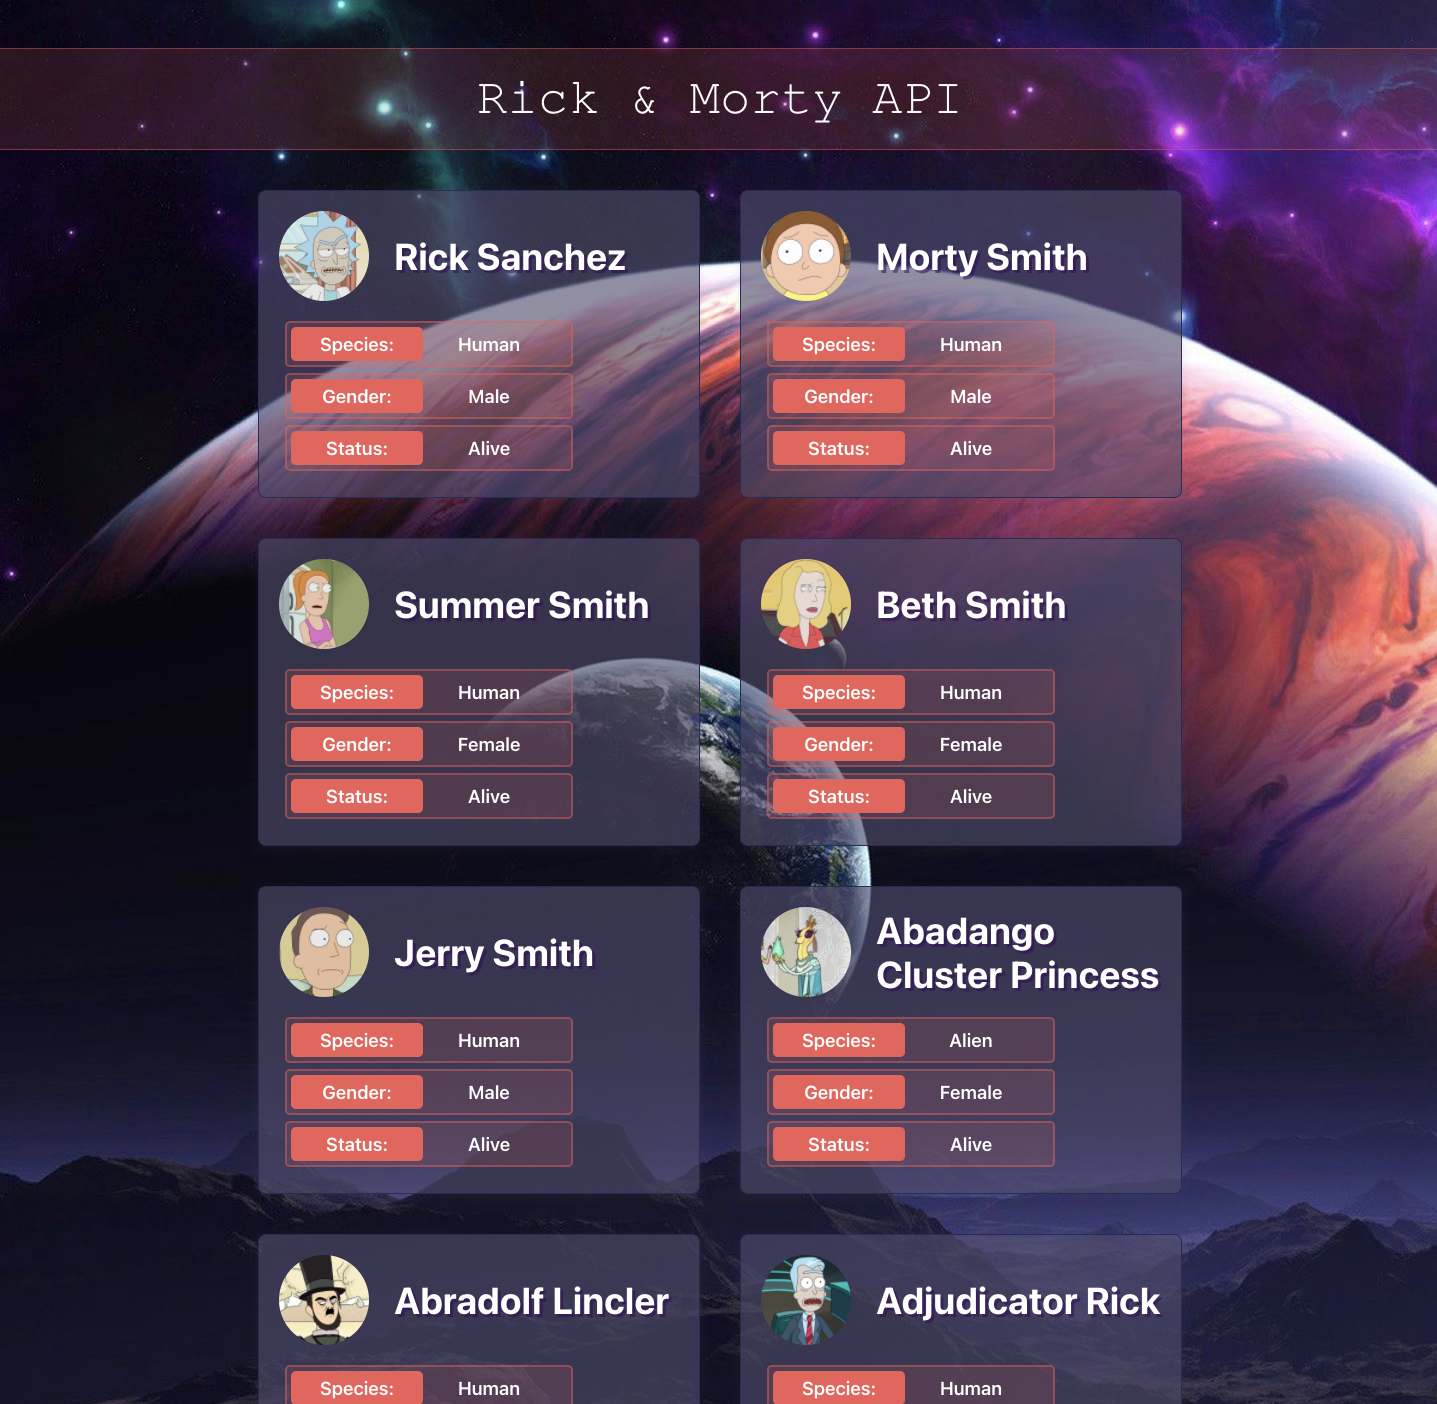 Rick & Morty API
Rick Sanchez
Species: Human
Gender: Male
Status: Alive
Morty Smith
Species: Human
Gender: Male
Status: Alive
Summer Smith
Species: Human
Gender: Female
Status: Alive
Beth Smith
Species: Human
Gender: Female
Status: Alive
Jerry Smith
Species: Human
Gender: Male
Status: Alive
Abadango
Cluster Princess
Species: Alien
Gender: Female
Status: Alive
Abradolf Lincler
Species: Human
Adjudicator Rick
Species: Human